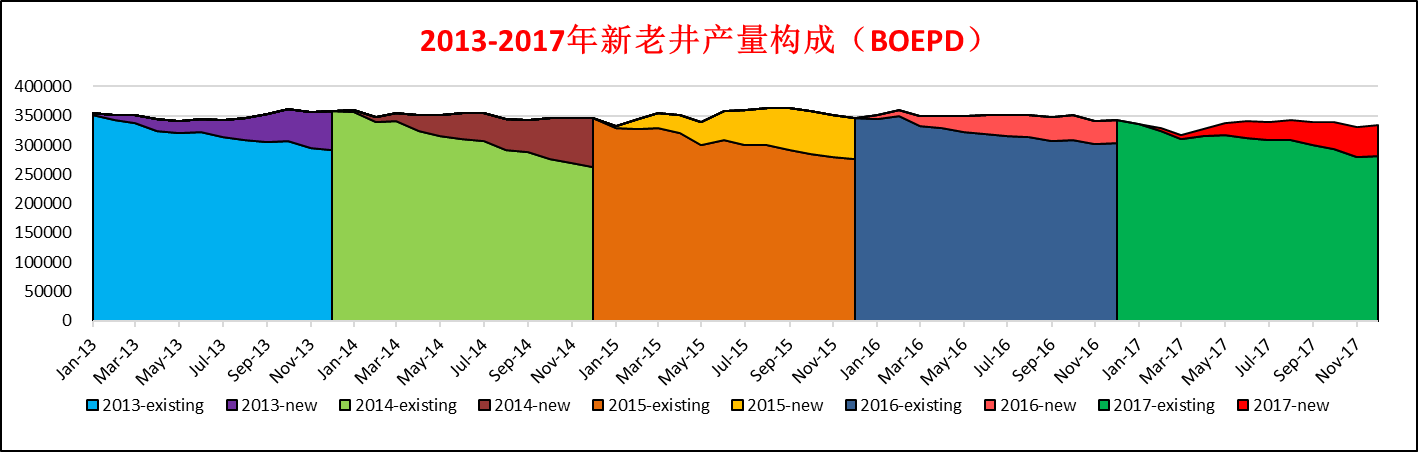 2013-2017年新老井产量构成（BOEPD）
400000
350000
300000
250000
200000
150000
100000
50000
0
Jan-13
Mar-13
May-13
Jul-13
Sep-13
Nov-13
Jan-14
Mar-14
May-14
Jul-14
Sep-14
Nov-14
Jan-15
Mar-15
May-15
Jul-15
Sep-15
Nov-15
Jan-16
Mar-16
May-16
Jul-16
Sep-16
Nov-16
Jan-17
Mar-17
May-17
Jul-17
Sep-17
Nov-17
2013-existing 2013-new 2014-existing 2014-new 2015-existing 2015-new 2016-existing 2016-new 2017-existing 2017-new